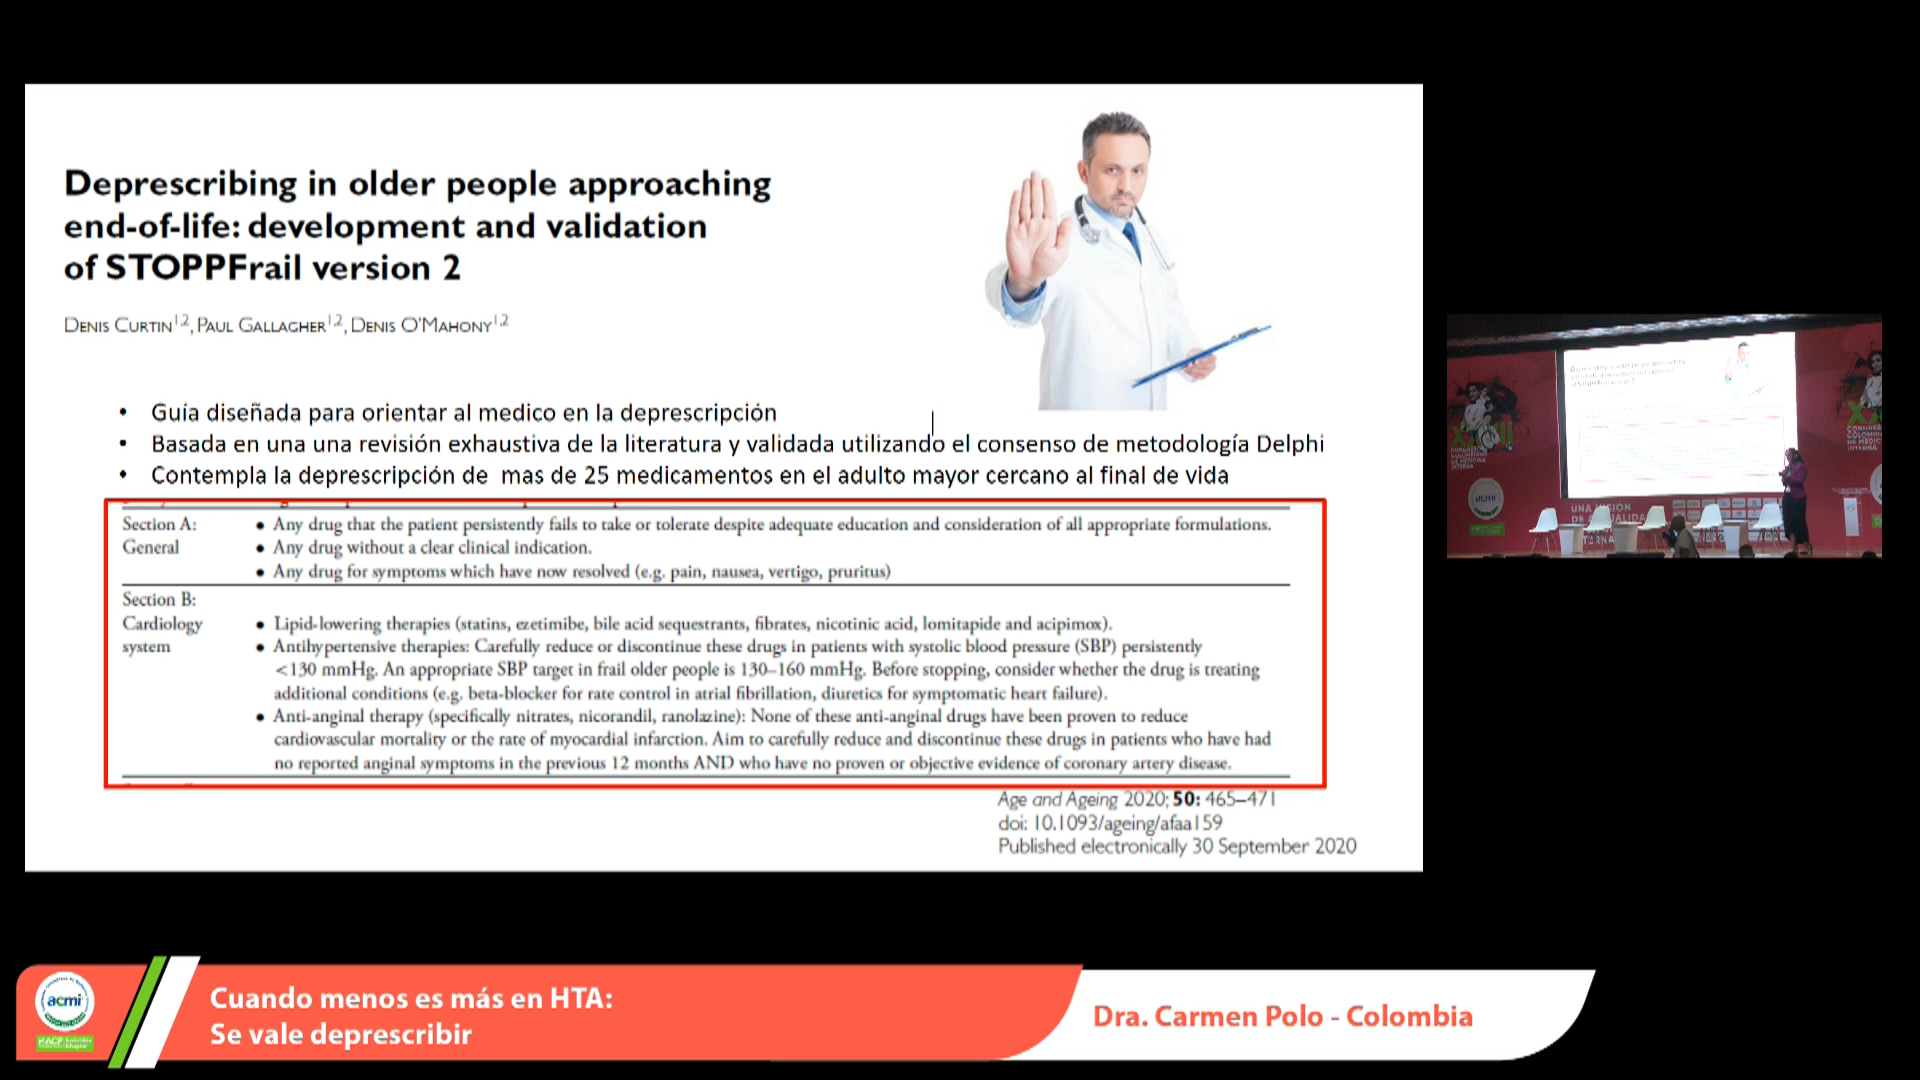 Deprescribing in older people approaching
end-of-life: development and validation
of STOPPFrail version 2
DENIS CURTIN1,2, PAUL GALLAGHER1,2, DENIS O'MAHONY1,2
• Guía diseñada para orientar al medico en la deprescripción
• Basada en una una revisión exhaustiva de la literatura y validada utilizando el consenso de metodología Delphi
• Contempla la deprescripción de mas de 25 medicamentos en el adulto mayor cercano al final de vida
Section A:
General
• Any drug that the patient persistently fails to take or tolerate despite adequate education and consideration of all appropriate formulations.
• Any drug without a clear clinical indication.
• Any drug for symptoms which have now resolved (e.g. pain, nausea, vertigo, pruritus)
Section B:
Cardiology
system
• Lipid-lowering therapies (statins, ezetimibe, bile acid sequestrants, fibrates, nicotinic acid, lomitapide and acipimox).
• Antihypertensive therapies: Carefully reduce or discontinue these drugs in patients with systolic blood pressure (SBP) persistently
<130 mmHg. An appropriate SBP target in frail older people is 130–160 mmHg. Before stopping, consider whether the drug is treating
additional conditions (e.g. beta-blocker for rate control in atrial fibrillation, diuretics for symptomatic heart failure).
• Anti-anginal therapy (specifically nitrates, nicorandil, ranolazine): None of these anti-anginal drugs have been proven to reduce
cardiovascular mortality or the rate of myocardial infarction. Aim to carefully reduce and discontinue these drugs in patients who have had
no reported anginal symptoms in the previous 12 months AND who have no proven or objective evidence of coronary artery disease.
Age and Ageing 2020; 50: 465–471
doi: 10.1093/ageing/afaa159
Published electronically 30 September 2020
acmi
Cuando menos es más en HTA:
Se vale deprescribir
Dra. Carmen Polo - Colombia